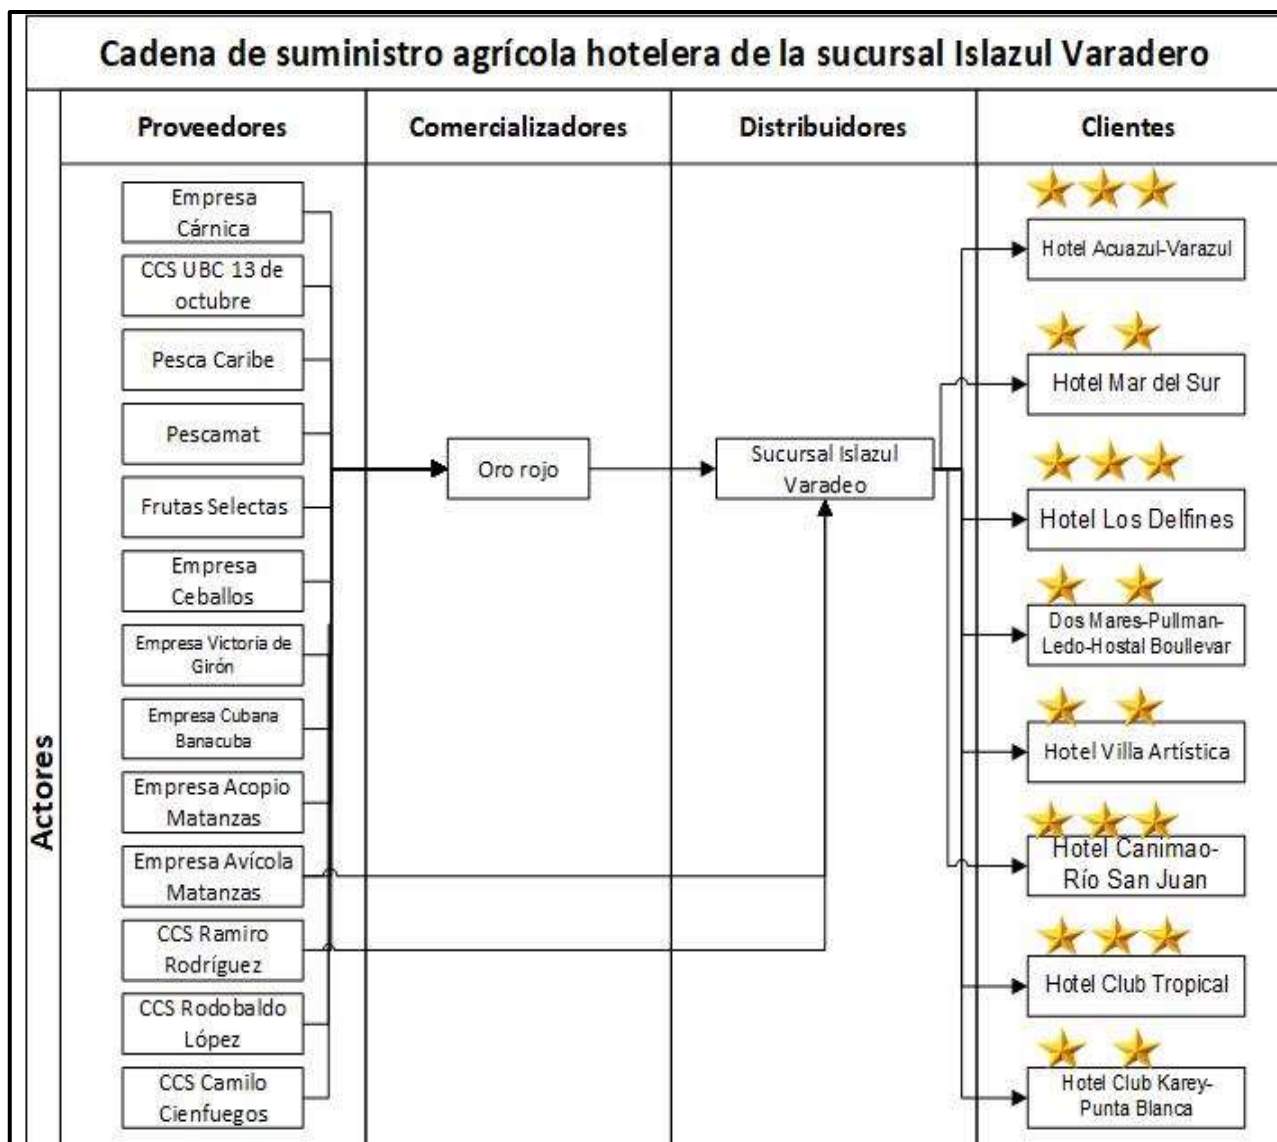 Cadena de suministro agrícola hotelera de la sucursal Islazul Varadero
Proveedores
Comercializadores
Distribuidores
Clientes
Actores
Empresa
Cárnica
CCS UBC 13 de
octubre
Pesca Caribe
Pescamat
Frutas Selectas
Empresa
Ceballos
Empresa Victoria de
Girón
Empresa Cubana
Banacuba
Empresa Acopio
Matanzas
Empresa Avícola
Matanzas
CCS Ramiro
Rodríguez
CCS Rodobaldo
López
CCS Camilo
Cienfuegos
Oro rojo
Sucursal Islazul
Varadeo
Hotel Acuazul-Varazul
Hotel Mar del Sur
Hotel Los Delfines
Dos Mares-Pullman-
Ledo-Hostal Boullevar
Hotel Villa Artística
Hotel Canimao-
Río San Juan
Hotel Club Tropical
Hotel Club Karey-
Punta Blanca